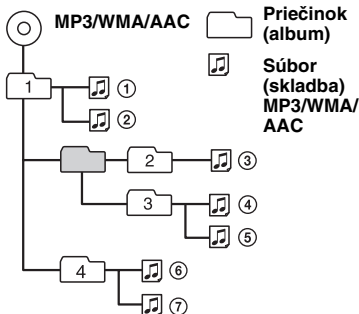 MP3/WMA/AAC
Priečinok
(album)
Súbor
(skladba)
MP3/WMA/
AAC
1
①
②
2
③
3
④
⑤
4
⑥
⑦